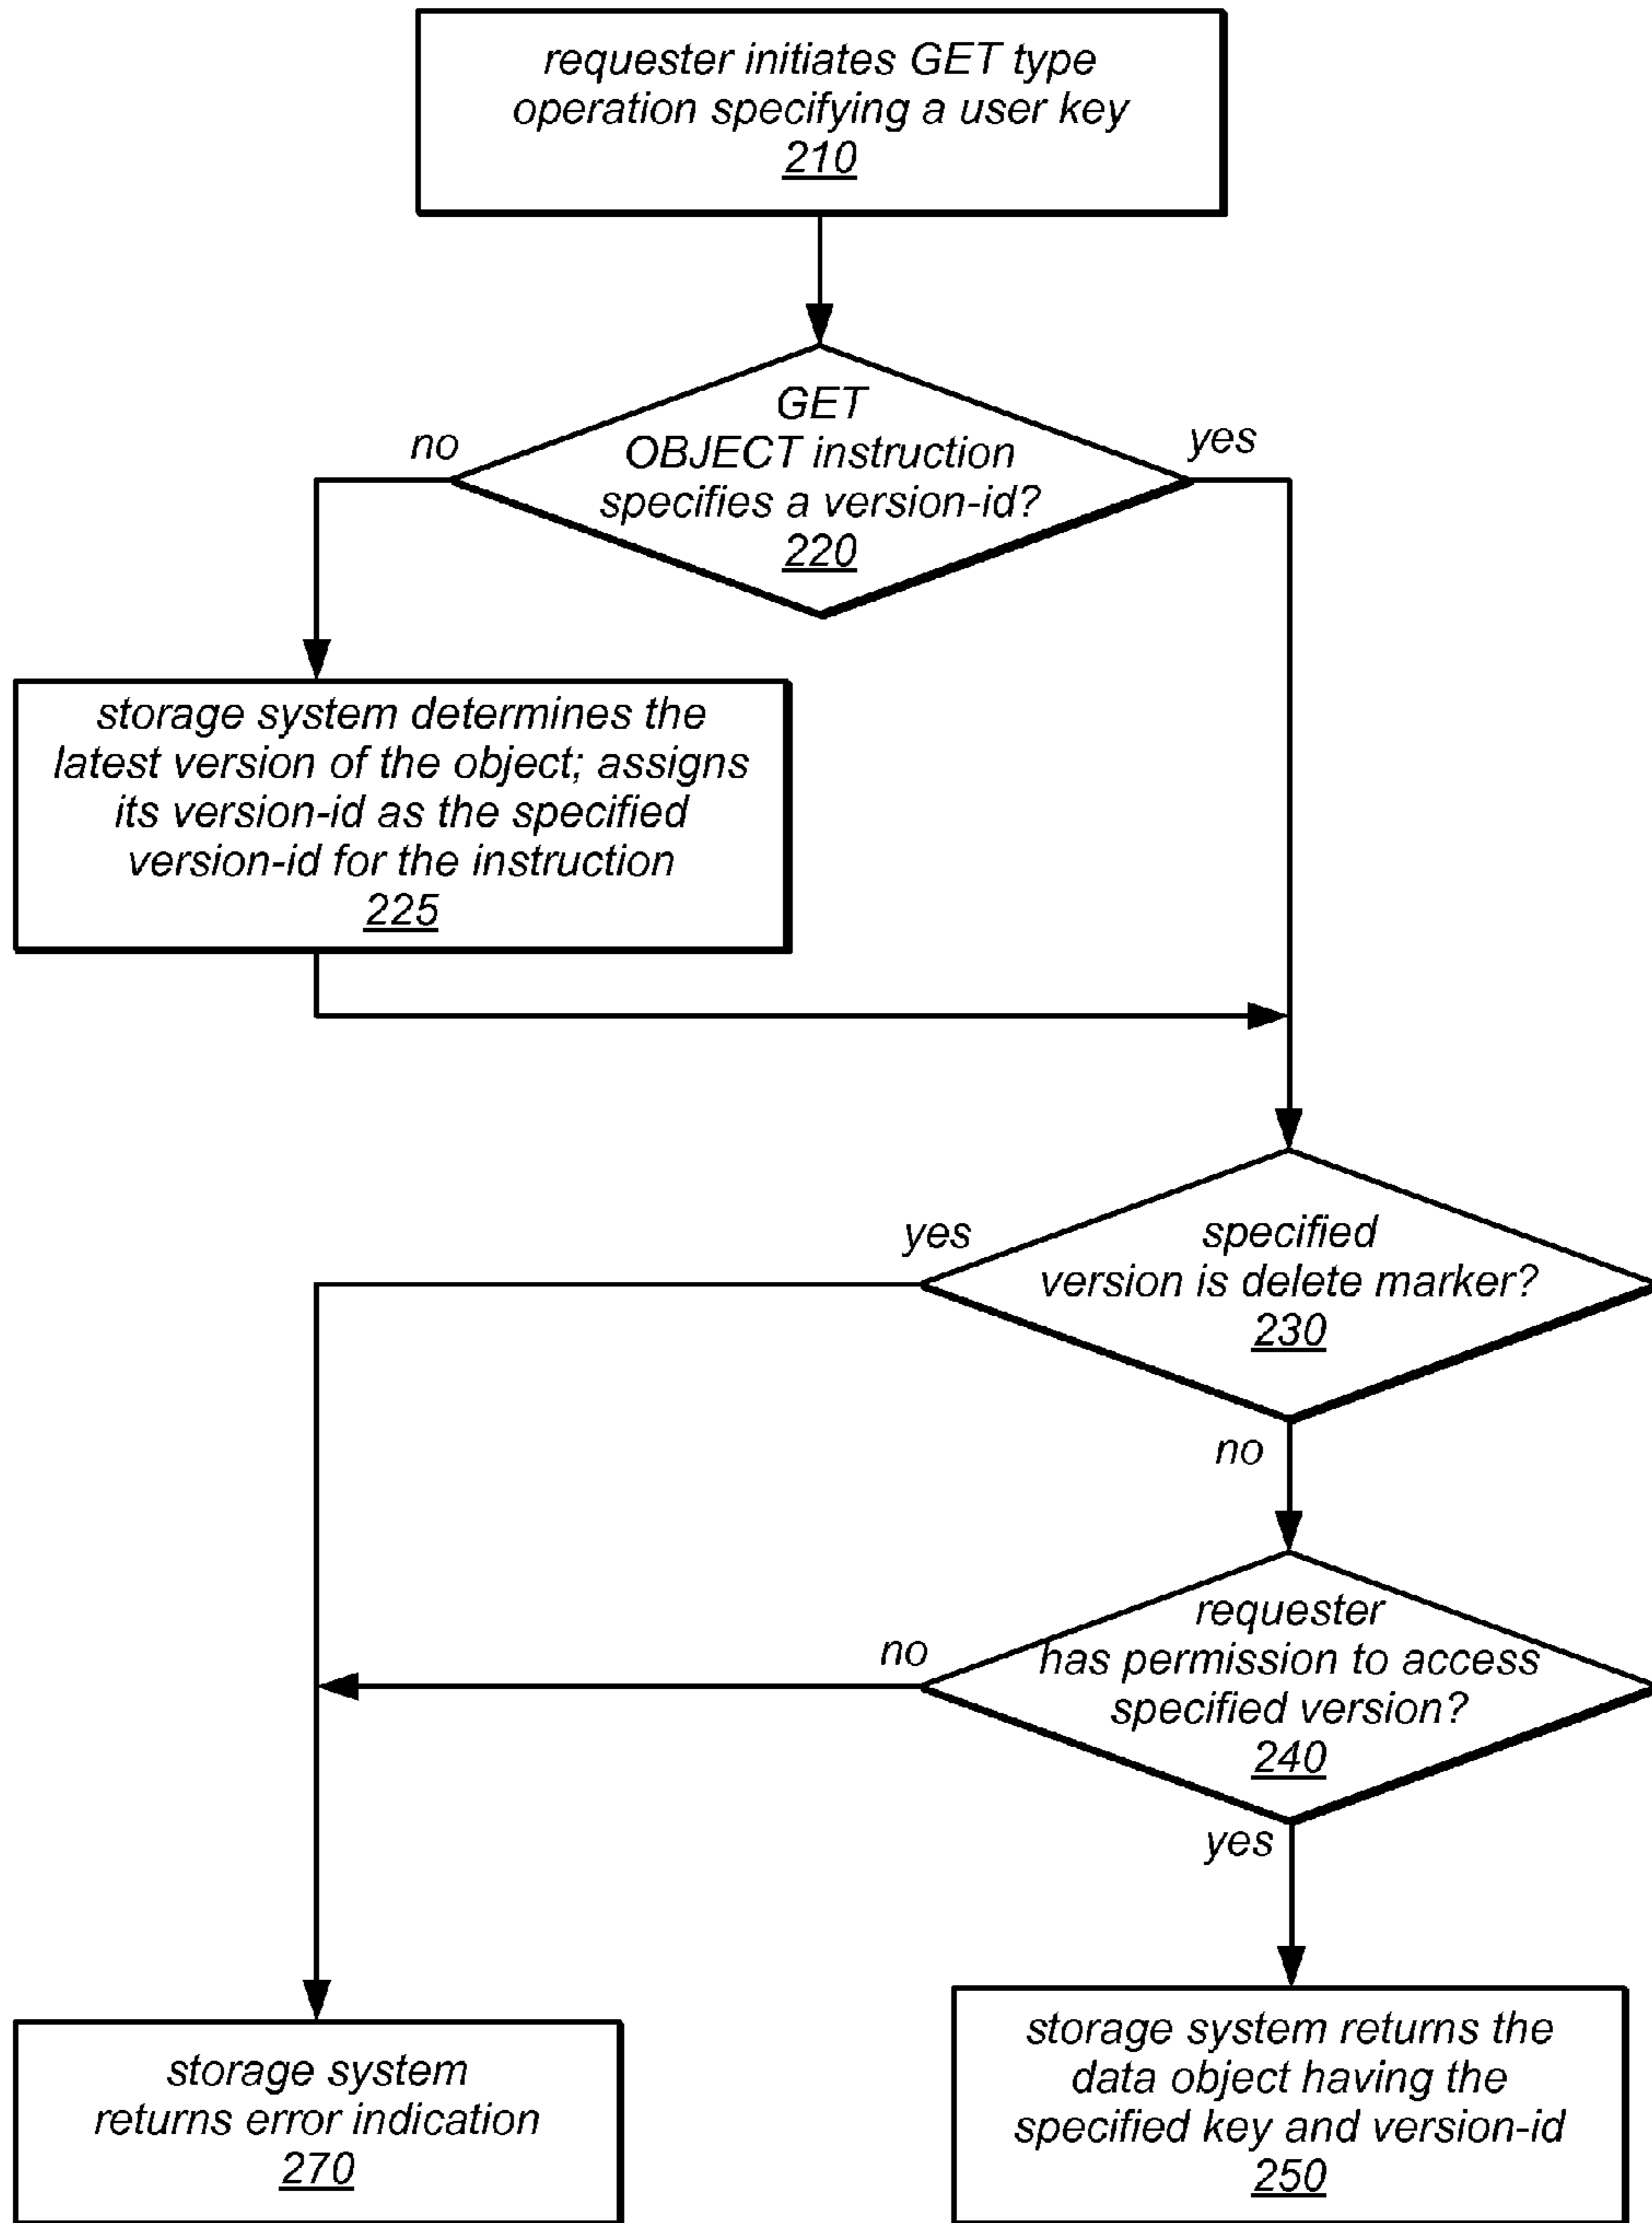 requester initiates GET type
operation specifying a user key
210
GET
OBJECT instruction
specifies a version-id?
220
no
yes
storage system determines the
latest version of the object; assigns
its version-id as the specified
version-id for the instruction
225
specified
version is delete marker?
230
yes
no
requester
has permission to access
specified version?
240
no
yes
storage system
returns error indication
270
storage system returns the
data object having the
specified key and version-id
250